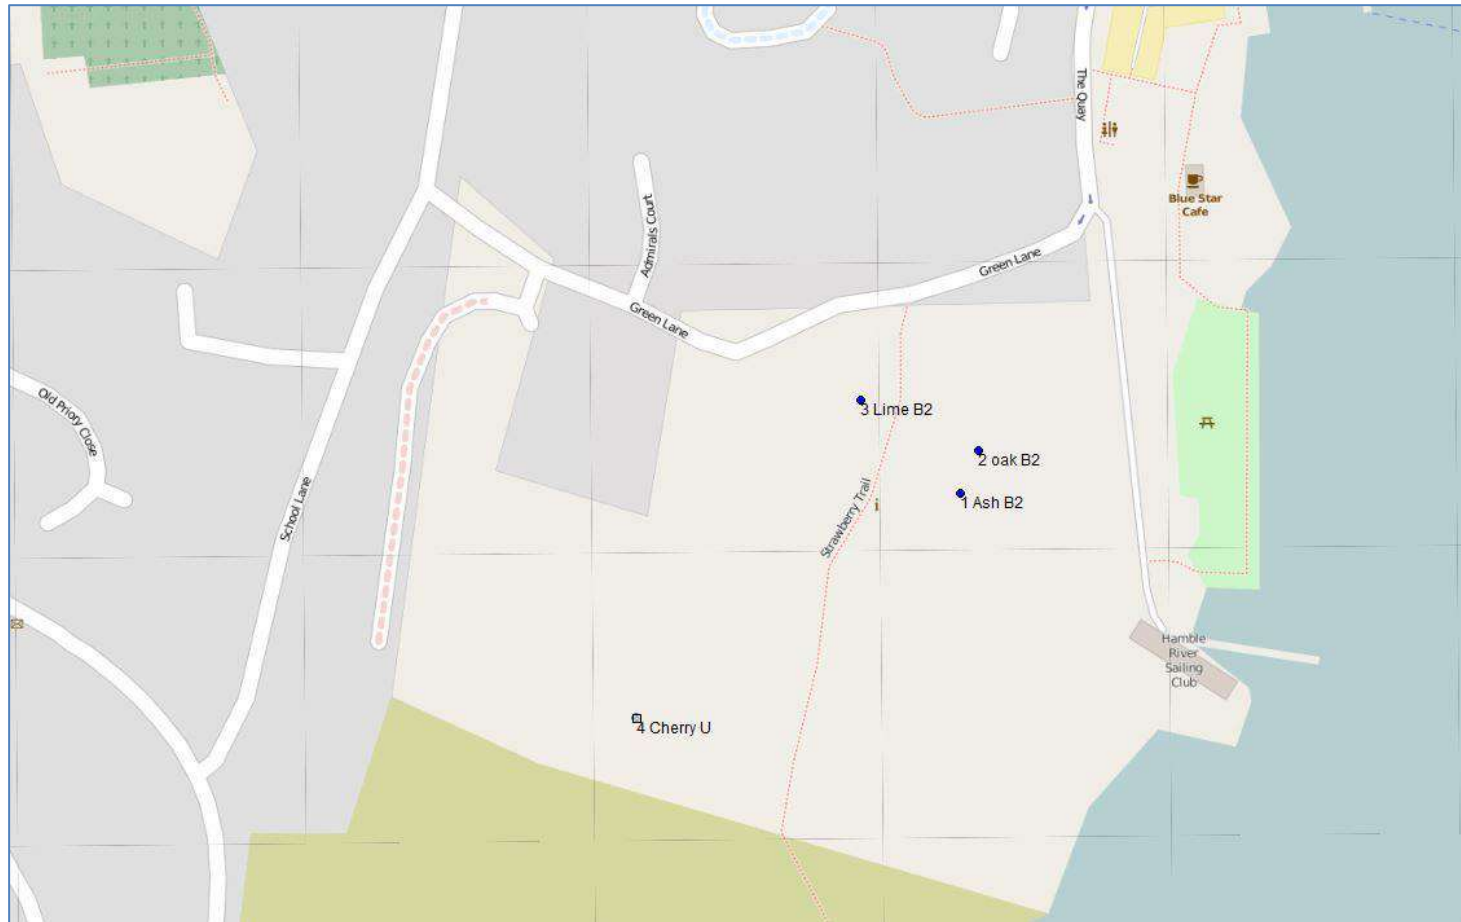 The Quay
Blue Star
Cafe
Admirals Court
Green Lane
Green Lane
Old Priory Close
School Lane
3 Lime B2
2 oak B2
1 Ash B2
Strawberry Trail
Hamble
River
Sailing
Club
4 Cherry U